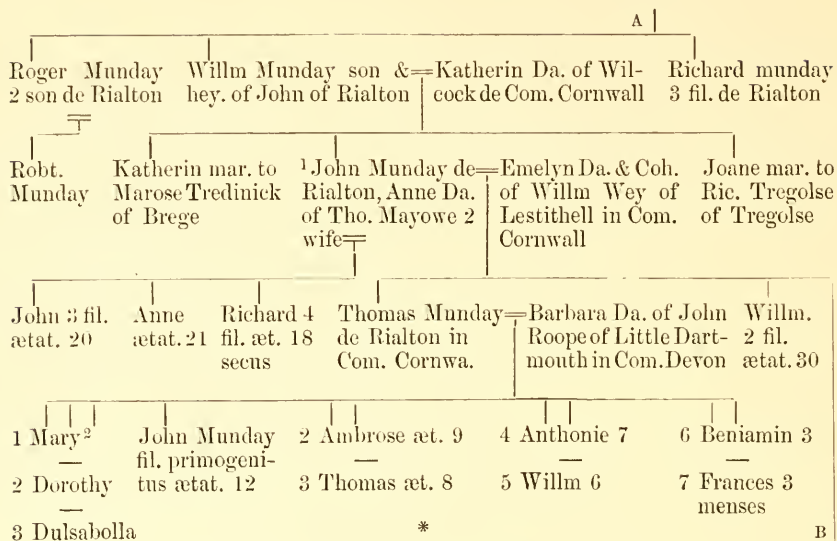 A
Roger Munday
2 son de Rialton
Willm Munday son &
hey. of John of Rialton
Katherin Da. of Wil-
cock de Com. Cornwall
Richard munday
3 fil. de Rialton
Robt.
Munday
Katherin mar. to
Marose Tredinick
of Brege
¹John Munday de
Rialton, Anne Da.
of Tho. Mayowe 2
wife
Emelyn Da. & Coh.
of Willm Wey of
Lestithell in Com.
Cornwall
Joane mar. to
Ric. Tregolse
of Tregolse
John 3 fil.
ætat. 20
Anne
ætat. 21
Richard 4
fil. æt. 18
secus
Thomas Munday
de Rialton in
Com. Cornwa.
Barbara Da. of John
Roope of Little Dart-
mouth in Com. Devon
Willm.
2 fil.
ætat. 30
1 Mary²
2 Dorothy
3 Dulsabolla
John Munday
fil. primogeni-
tus ætat. 12
2 Ambrose æt. 9
3 Thomas æt. 8
4 Anthonie 7
5 Willm 6
6 Beniamin 3
7 Frances 3
menses
*
B